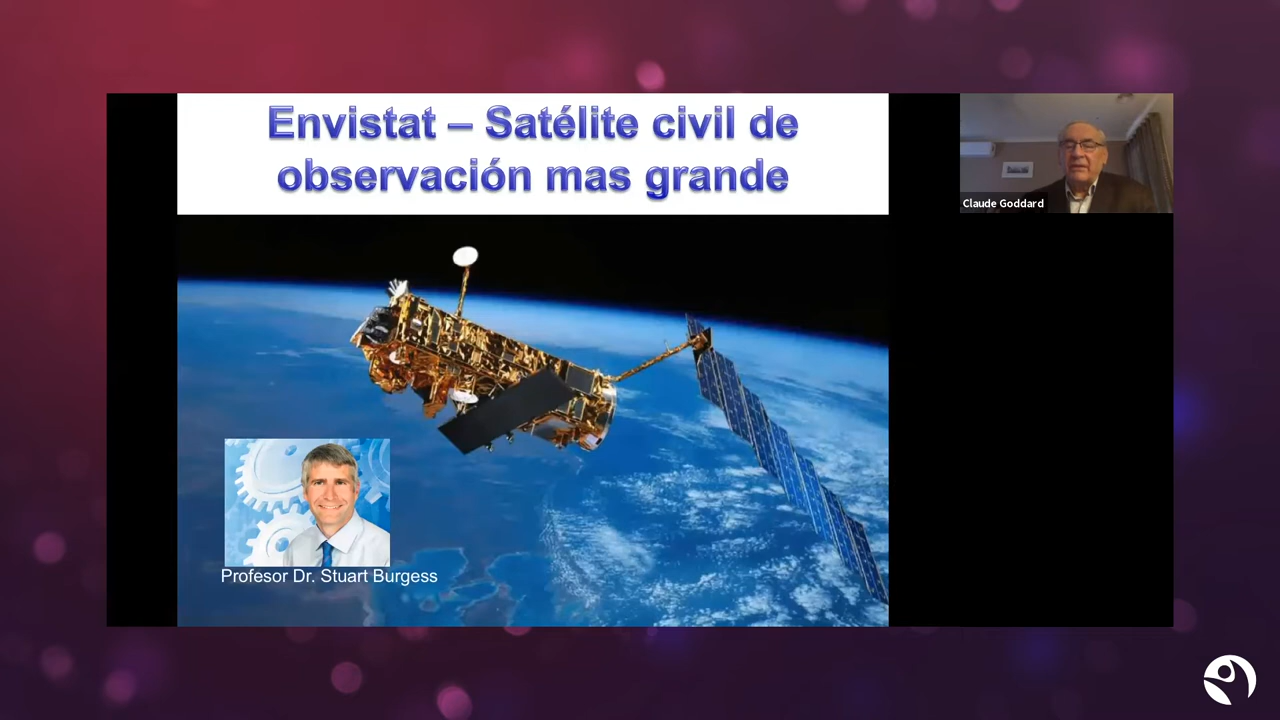 Envistat – Satélite civil de
observación mas grande
Claude Goddard
Profesor Dr. Stuart Burgess